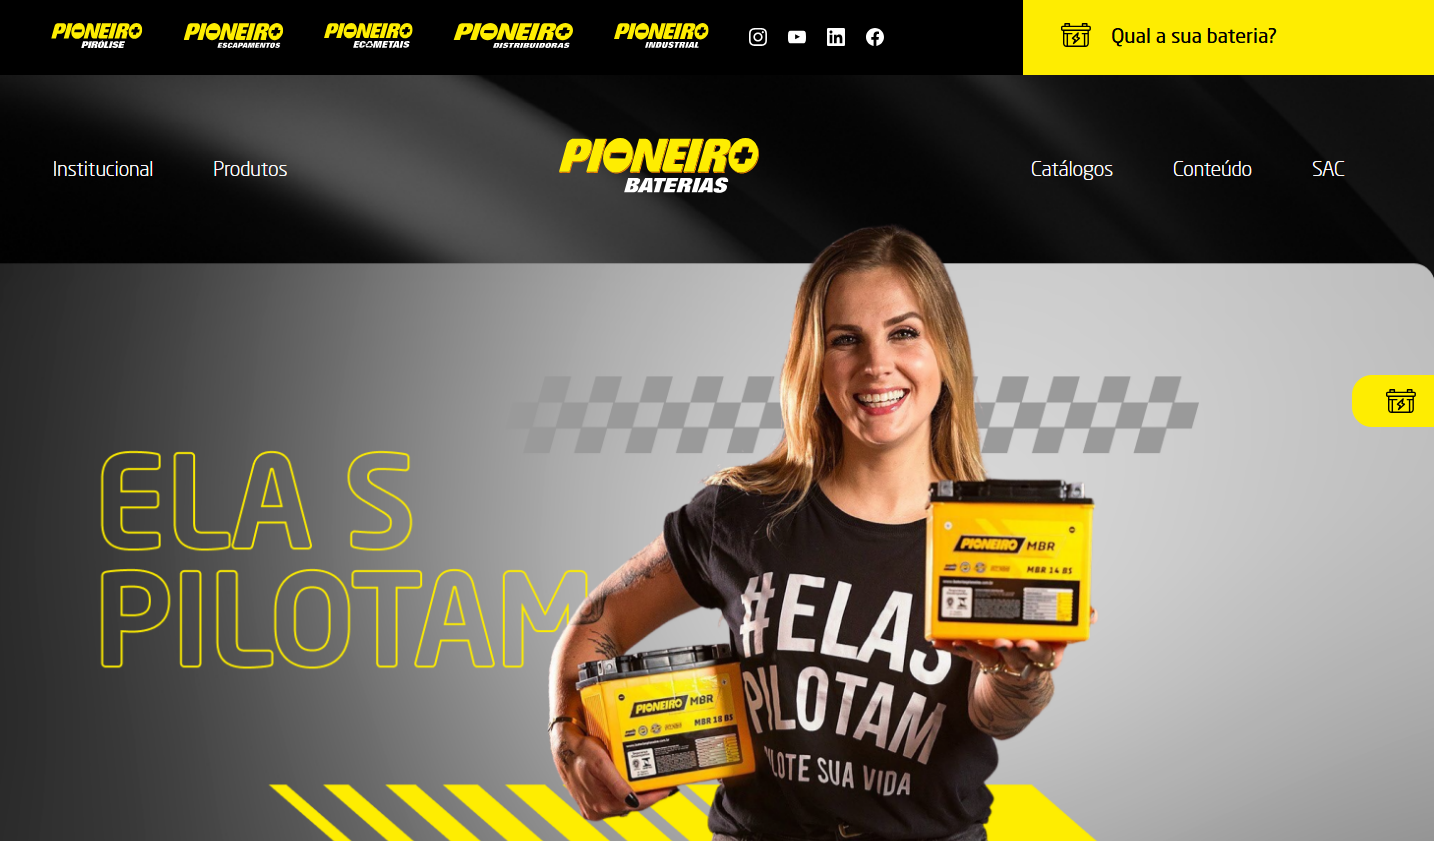 PIONEIRO
PIRÓLISE
PIONEIRO
ESCAPAMENTOS
PIONEIRO
ECOMETAIS
PIONEIRO
DISTRIBUIDORAS
PIONEIRO
INDUSTRIAL
Qual a sua bateria?
Institucional
Produtos
PIONEIRO
BATERIAS
Catálogos
Conteúdo
SAC
ELA S
PILOTAM
#ELAS
PILOTAM
PILOTE SUA VIDA
PIONEIRO MBR
MBR 14 BS
PIONEIRO MBR
MBR 18 BS